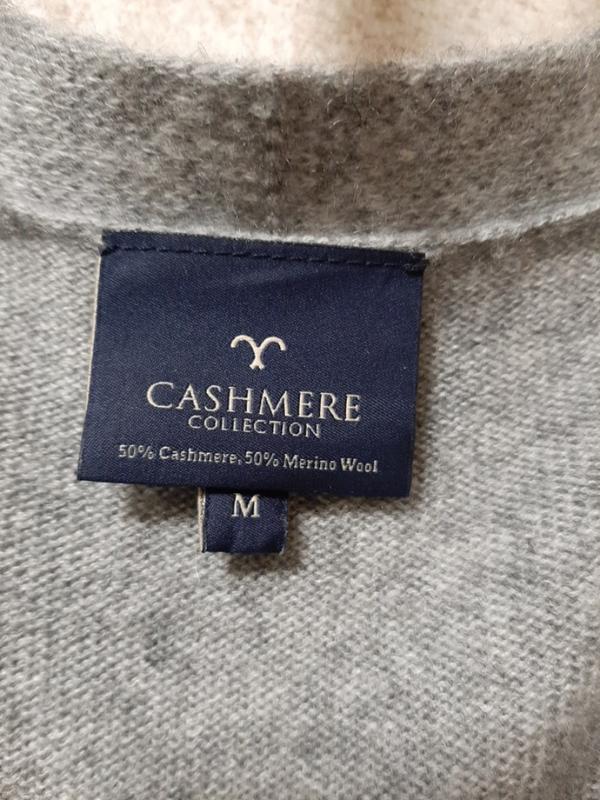 CASHMERE
COLLECTION
50% Cashmere, 50% Merino Wool
M